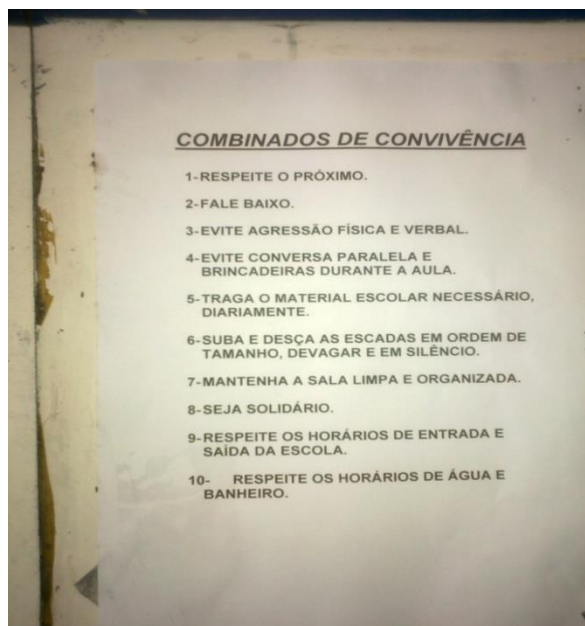 COMBINADOS DE CONVIVÊNCIA
1-RESPEITE O PRÓXIMO.
2-FALE BAIXO.
3-EVITE AGRESSÃO FÍSICA E VERBAL.
4-EVITE CONVERSA PARALELA E
BRINCADEIRAS DURANTE A AULA.
5-TRAGA O MATERIAL ESCOLAR NECESSÁRIO,
DIARIAMENTE.
6-SUBA E DESÇA AS ESCADAS EM ORDEM DE
TAMANHO, DEVAGAR E EM SILÊNCIO.
7-MANTENHA A SALA LIMPA E ORGANIZADA.
8-SEJA SOLIDÁRIO.
9-RESPEITE OS HORÁRIOS DE ENTRADA E
SAÍDA DA ESCOLA.
10- RESPEITE OS HORÁRIOS DE ÁGUA E
BANHEIRO.